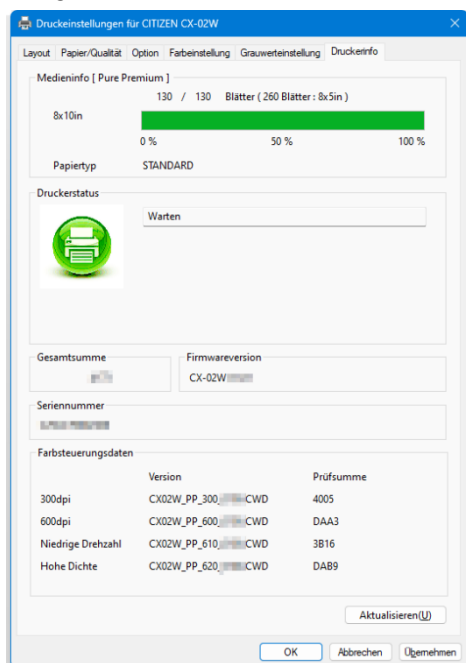 Druckeinstellungen für CITIZEN CX-02W
Layout Papier/Qualität Option Farbeinstellung Grauwerteinstellung Druckerinfo
Medieninfo [ Pure Premium ]
130 / 130 Blätter ( 260 Blätter : 8x5in )
8x10in
0 % 50 % 100 %
Papiertyp STANDARD
Druckerstatus
Warten
Gesamtsumme Firmwareversion
CX-02W
Seriennummer
Farbsteuerungsdaten
Version Prüfsumme
300dpi CX02W_PP_300_ CWD 4005
600dpi CX02W_PP_600_ CWD DAA3
Niedrige Drehzahl CX02W_PP_610_ CWD 3B16
Hohe Dichte CX02W_PP_620_ CWD DAB9
Aktualisieren(U)
OK Abbrechen Übernehmen